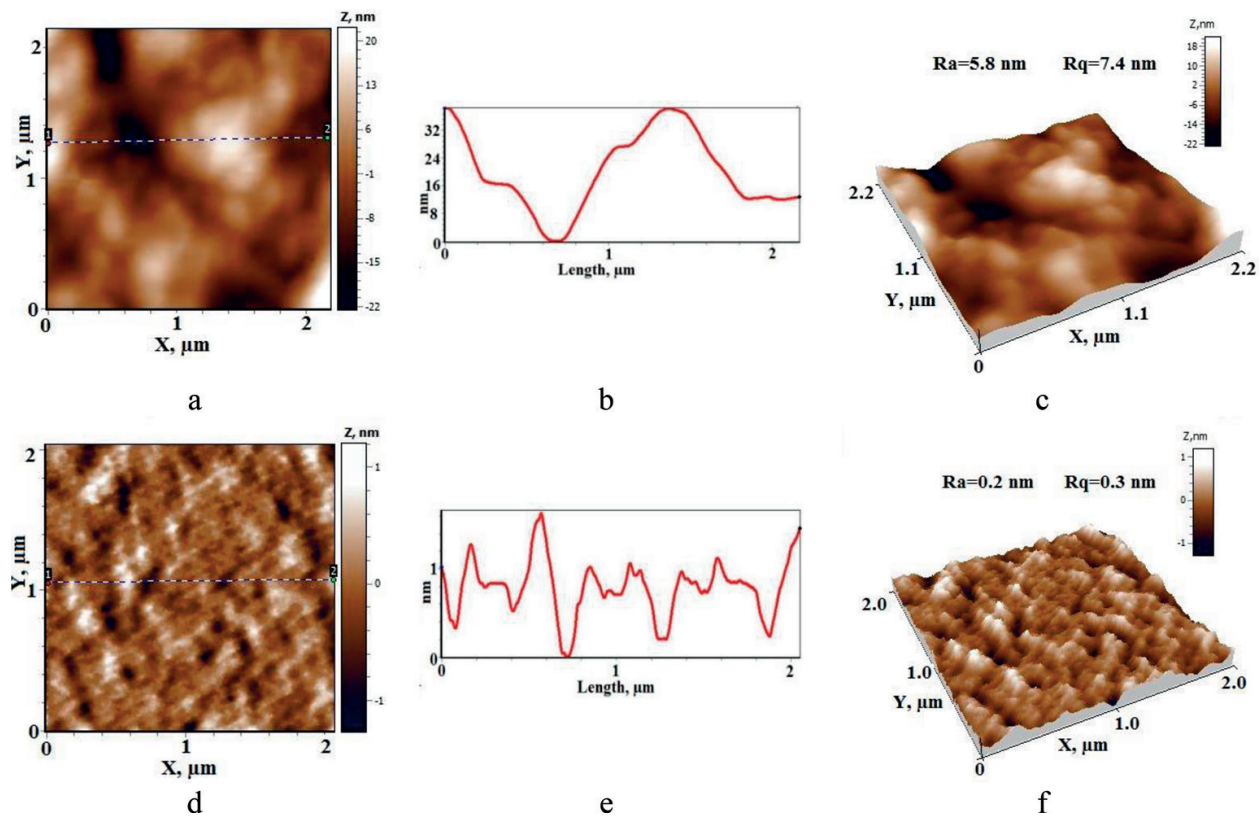 Z, nm
20
13
6
-1
-8
-15
-22
2
1
0
Y, µm
1
2
0
1
2
X, µm
a
32
24
16
8
0
nm
0
1
2
Length, µm
b
Ra=5.8 nm Rq=7.4 nm
Z,nm
18
10
2
-6
-14
-22
2.2
1.1
Y, µm
0
1.1
2.2
X, µm
c
Z, nm
1
0
-1
2
1
0
Y, µm
1
2
0
1
2
X, µm
d
1
0
nm
0
1
2
Length, µm
e
Ra=0.2 nm Rq=0.3 nm
Z,nm
1
0
-1
2.0
1.0
Y, µm
0
1.0
2.0
X, µm
f